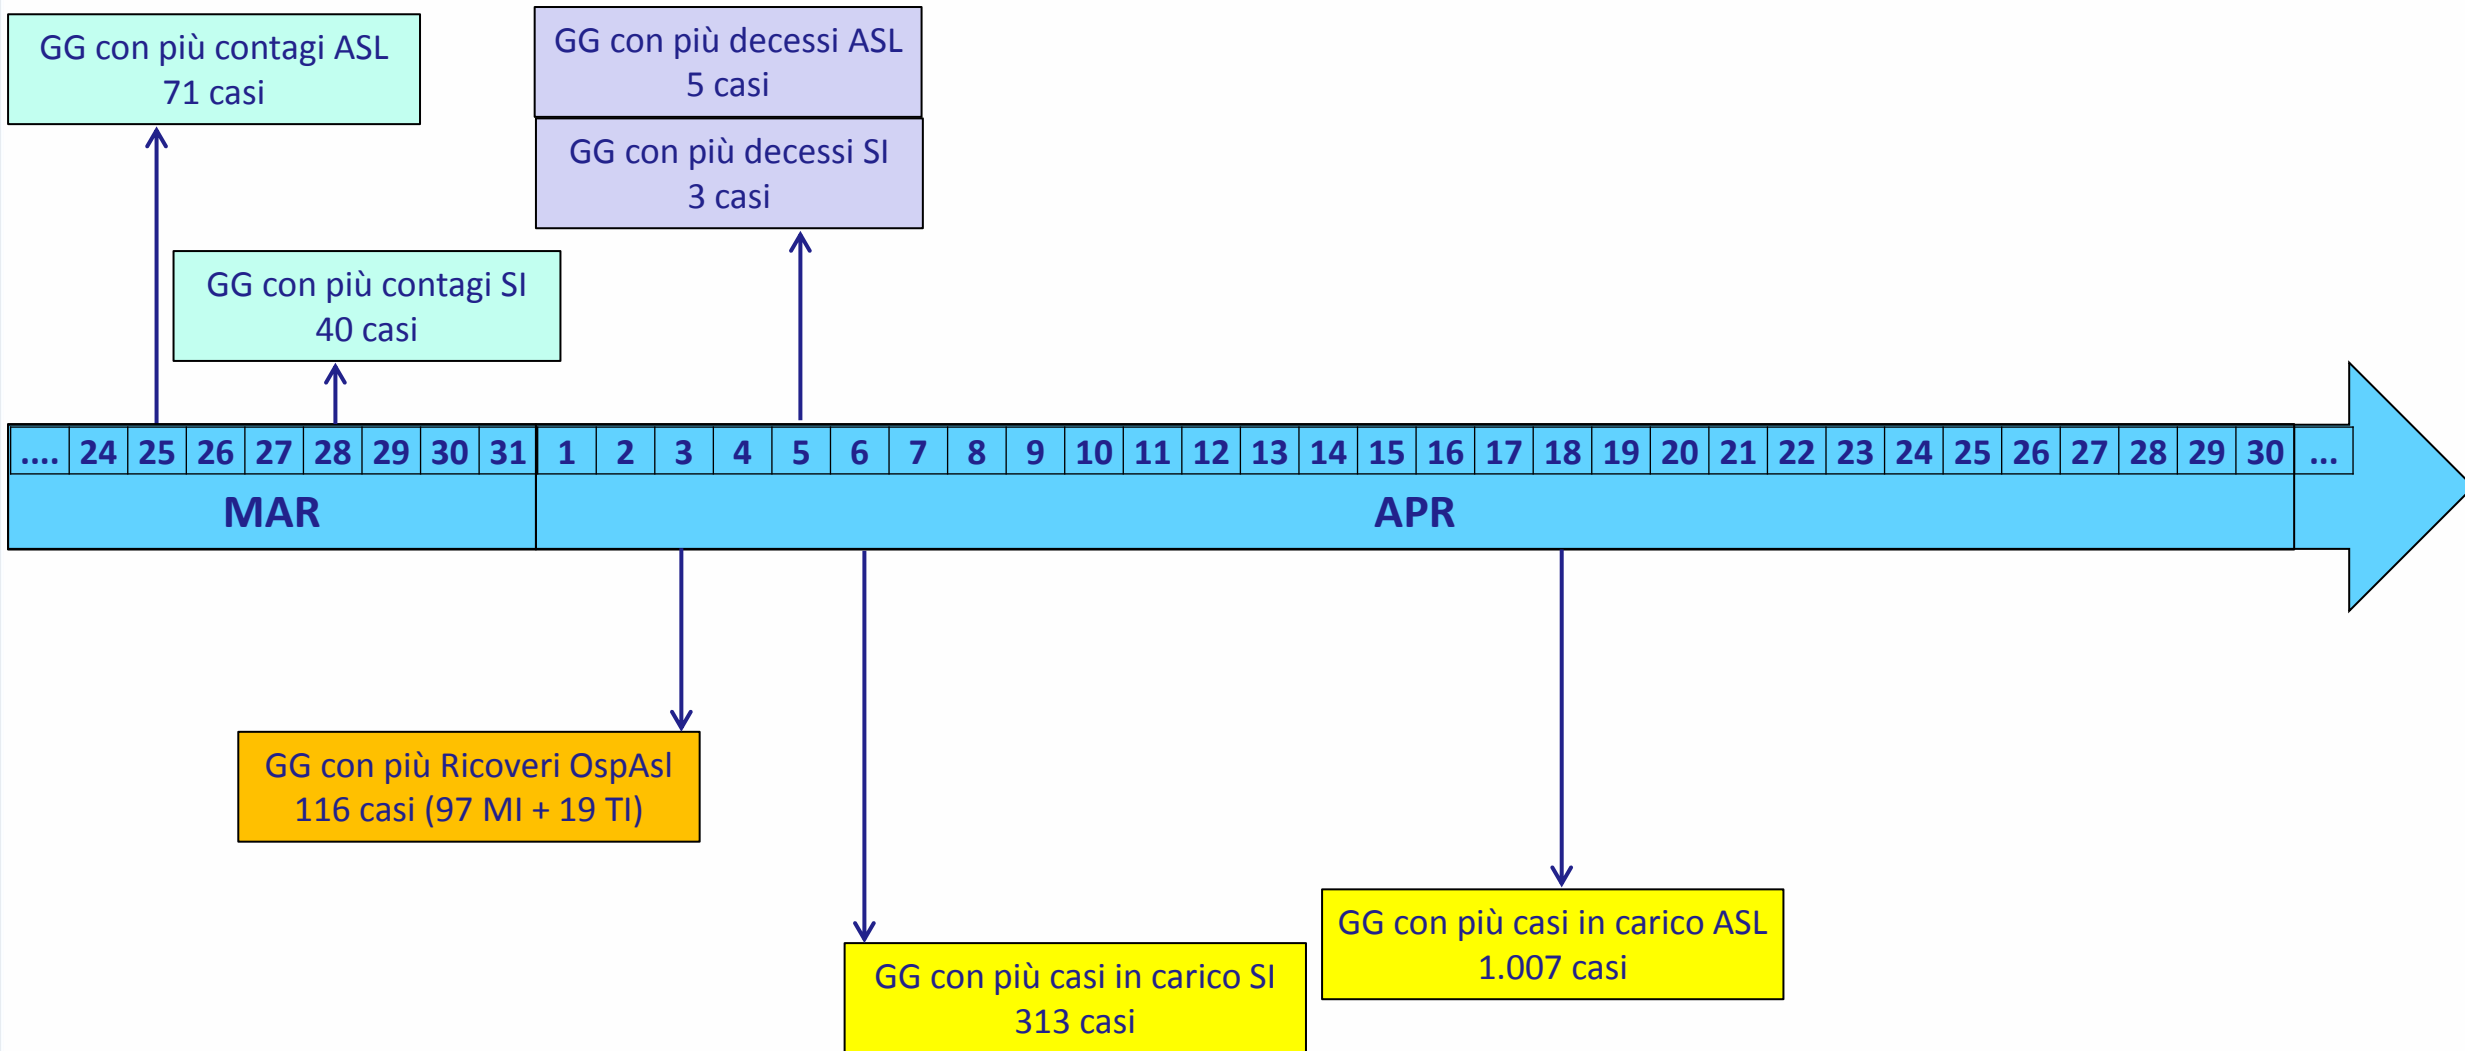 GG con più contagi ASL
71 casi
GG con più decessi ASL
5 casi
GG con più decessi SI
3 casi
GG con più contagi SI
40 casi
.... 24 25 26 27 28 29 30 31 1 2 3 4 5 6 7 8 9 10 11 12 13 14 15 16 17 18 19 20 21 22 23 24 25 26 27 28 29 30 ...
MAR APR
GG con più Ricoveri OspAsl
116 casi (97 MI + 19 TI)
GG con più casi in carico SI
313 casi
GG con più casi in carico ASL
1.007 casi